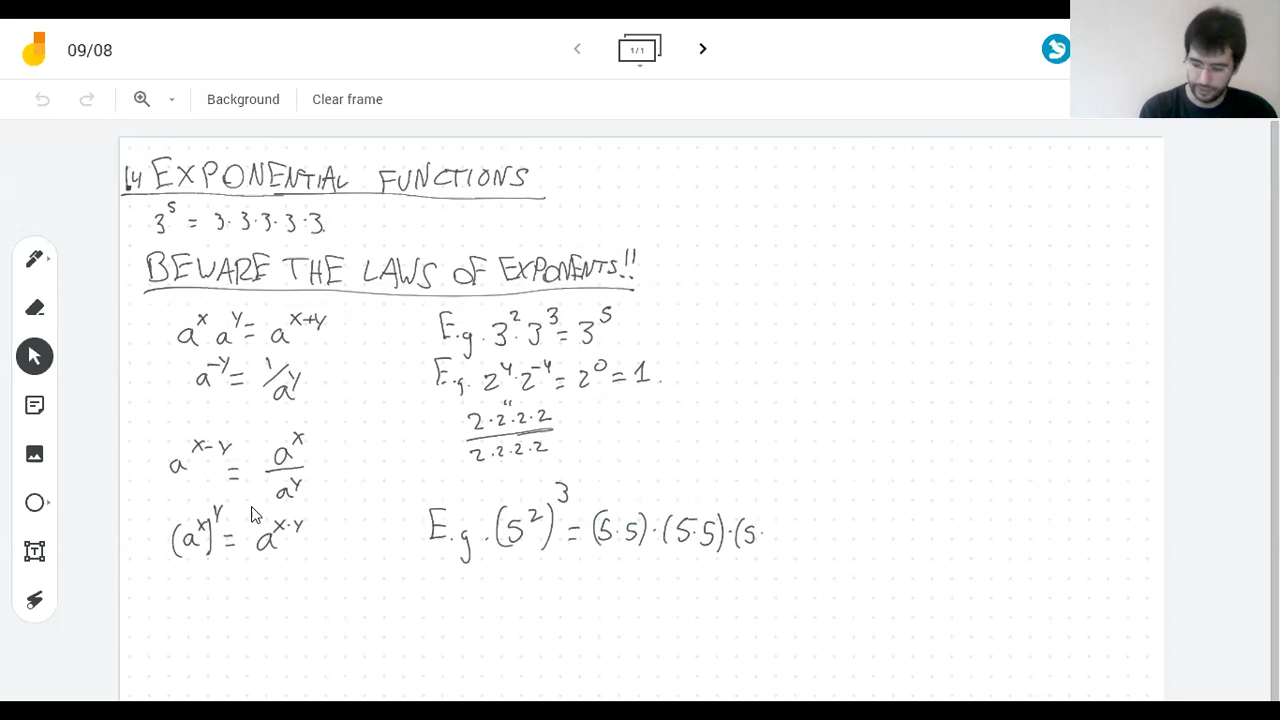 09/08
1/1
Background
Clear frame
1.4 EXPONENTIAL FUNCTIONS
3^5 = 3·3·3·3·3.
BEWARE THE LAWS OF EXPONENTS!!
a^x a^y = a^{x+y}
E.g. 3^2·3^3 = 3^5
a^{-y} = 1/a^y
E.g. 2^4·2^{-4} = 2^0 = 1.
"
2·2·2·2
2·2·2·2
a^{x-y} = a^x / a^y
(a^x)^y = a^{x·y}
E.g. (5^2)^3 = (5·5)·(5·5)·(5·